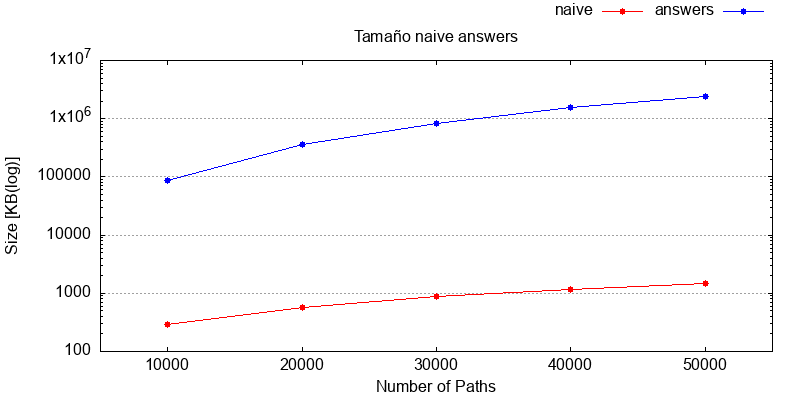 naive answers
Tamaño naive answers
1x10⁷
1x10⁶
100000
10000
1000
100
Size [KB(log)]
10000 20000 30000 40000 50000
Number of Paths